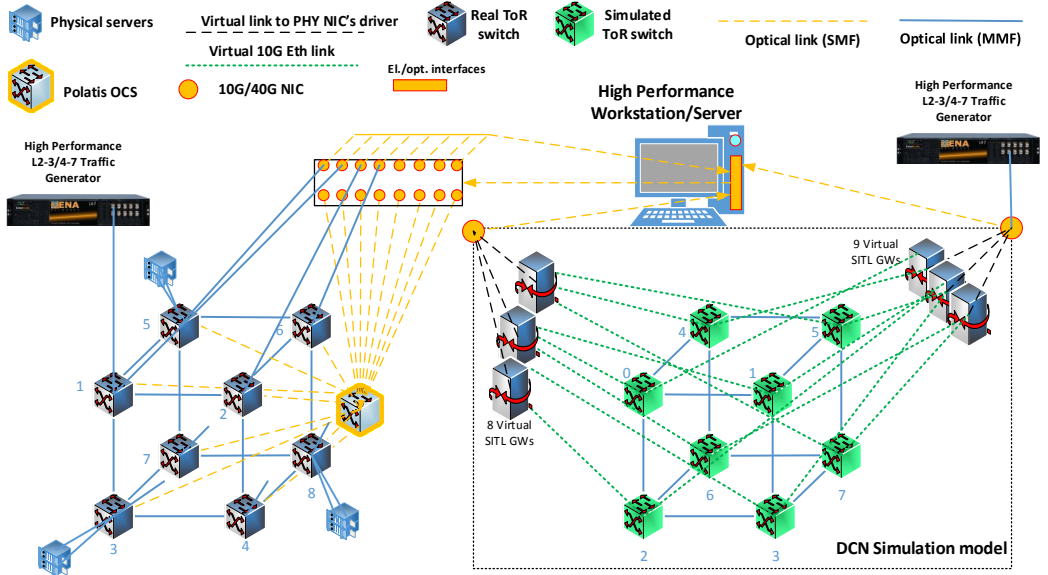 Physical servers
Virtual link to PHY NIC's driver
Virtual 10G Eth link
Real ToR
switch
Simulated
ToR switch
Optical link (SMF)
Optical link (MMF)
Polatis OCS
10G/40G NIC
El./opt. interfaces
High Performance
Workstation/Server
High Performance
L2-3/4-7 Traffic
Generator
High Performance
L2-3/4-7 Traffic
Generator
ENA
ENA
9 Virtual
SITL GWs
5
6
1
2
7
8
3
4
4
5
0
1
8 Virtual
SITL GWs
6
7
2
3
DCN Simulation model